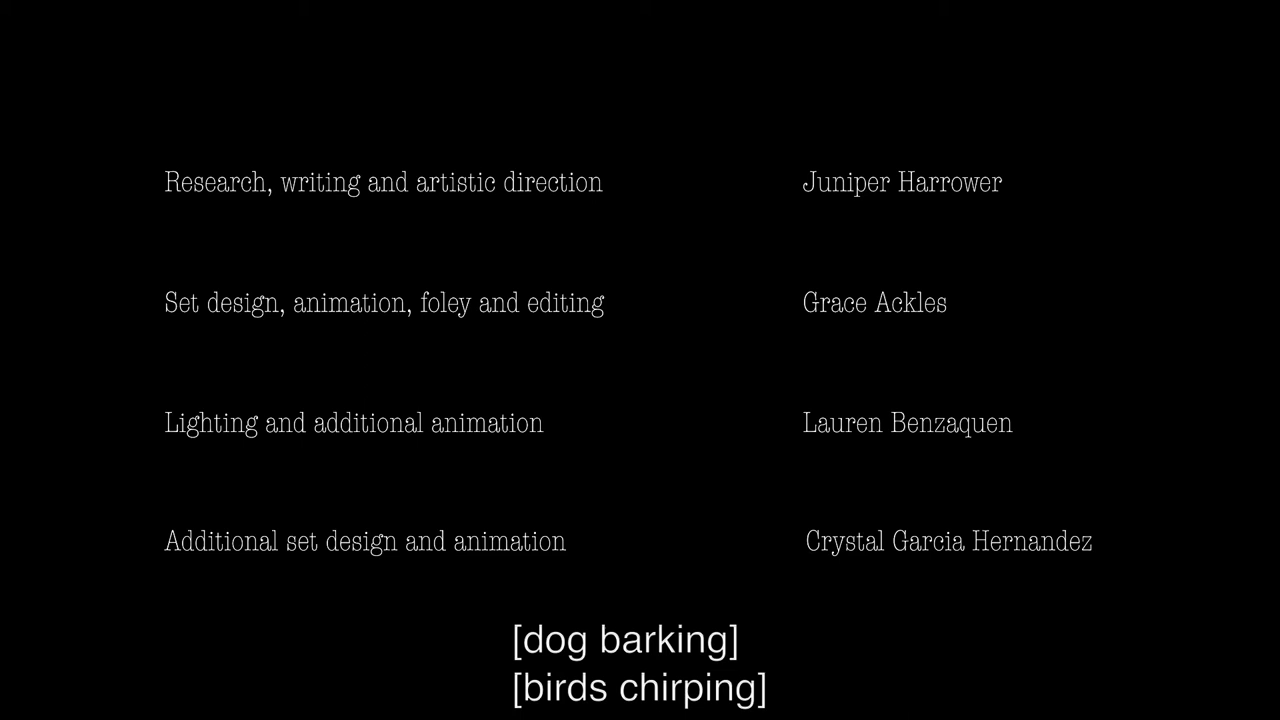 Research, writing and artistic direction Juniper Harrower
Set design, animation, foley and editing Grace Ackles
Lighting and additional animation Lauren Benzaquen
Additional set design and animation Crystal Garcia Hernandez
[dog barking]
[birds chirping]